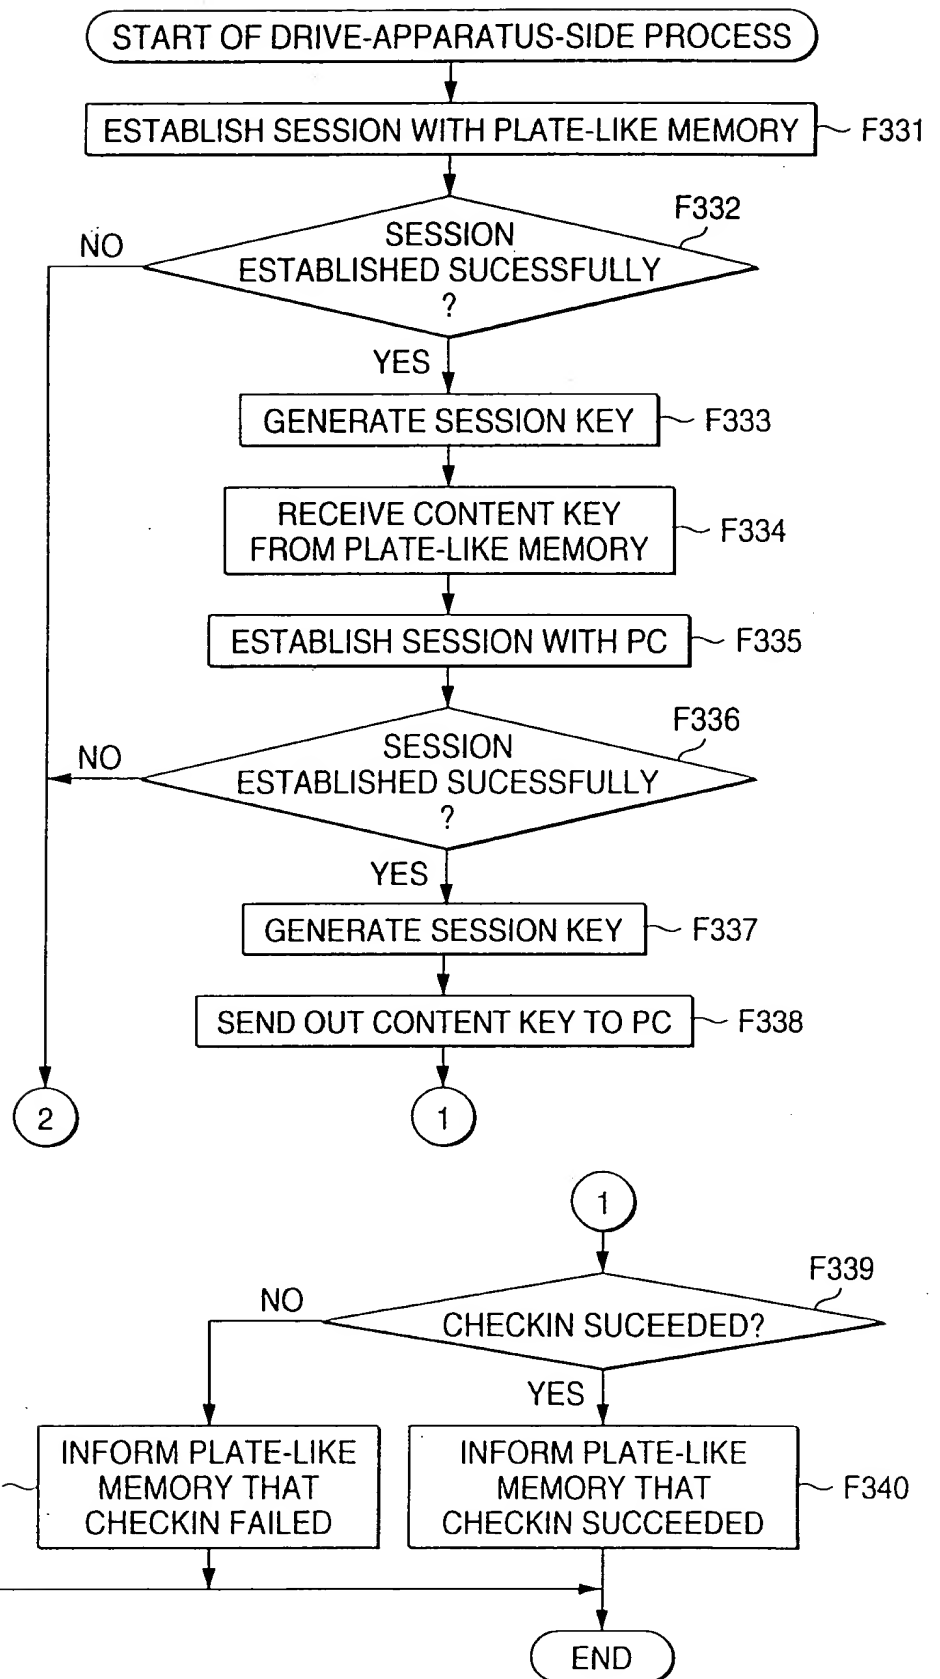 START OF DRIVE-APPARATUS-SIDE PROCESS
ESTABLISH SESSION WITH PLATE-LIKE MEMORY
F331
F332
SESSION
ESTABLISHED SUCESSFULLY
?
NO
YES
GENERATE SESSION KEY
F333
RECEIVE CONTENT KEY
FROM PLATE-LIKE MEMORY
F334
ESTABLISH SESSION WITH PC
F335
F336
SESSION
ESTABLISHED SUCESSFULLY
?
NO
YES
GENERATE SESSION KEY
F337
SEND OUT CONTENT KEY TO PC
F338
2
1
1
F339
CHECKIN SUCEEDED?
NO
YES
INFORM PLATE-LIKE
MEMORY THAT
CHECKIN FAILED
INFORM PLATE-LIKE
MEMORY THAT
CHECKIN SUCCEEDED
F340
END